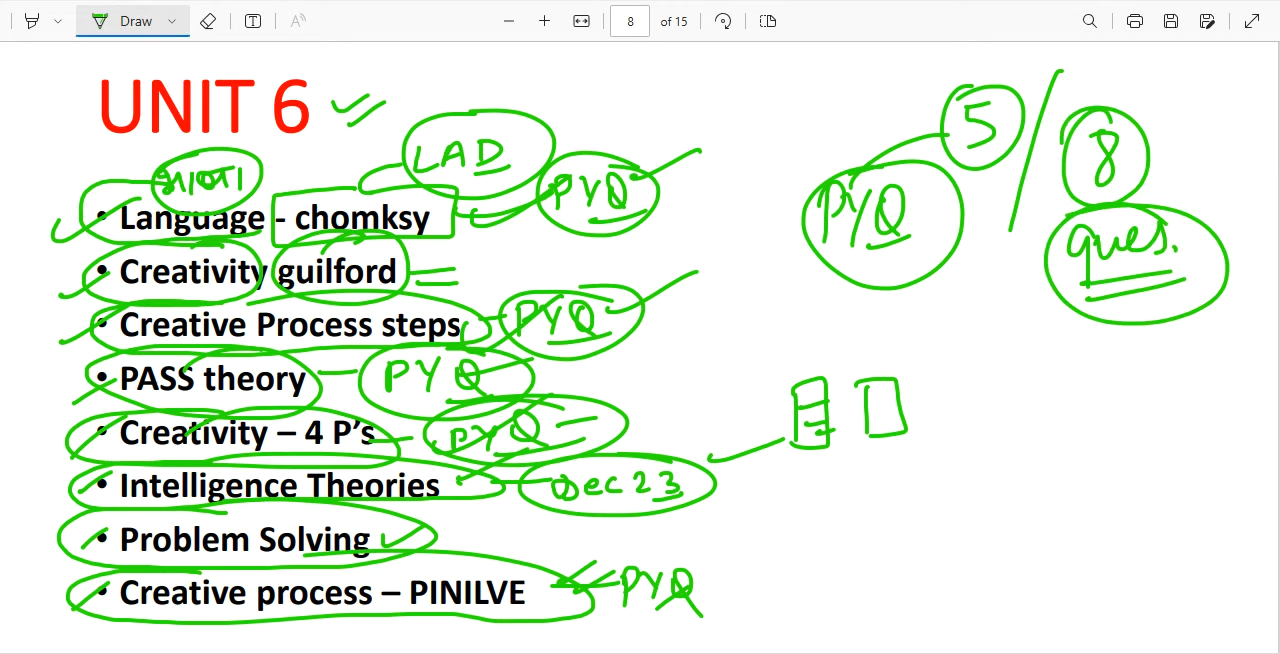 Draw
8 of 15
UNIT 6
LAD
PYQ
5 / 8
PYQ
ques.
• Language - chomksy
• Creativity guilford
• Creative Process steps PYQ
• PASS theory - PYQ
• Creativity – 4 P's - PYQ
• Intelligence Theories - Dec 23
• Problem Solving
• Creative process – PINILVE PYQ